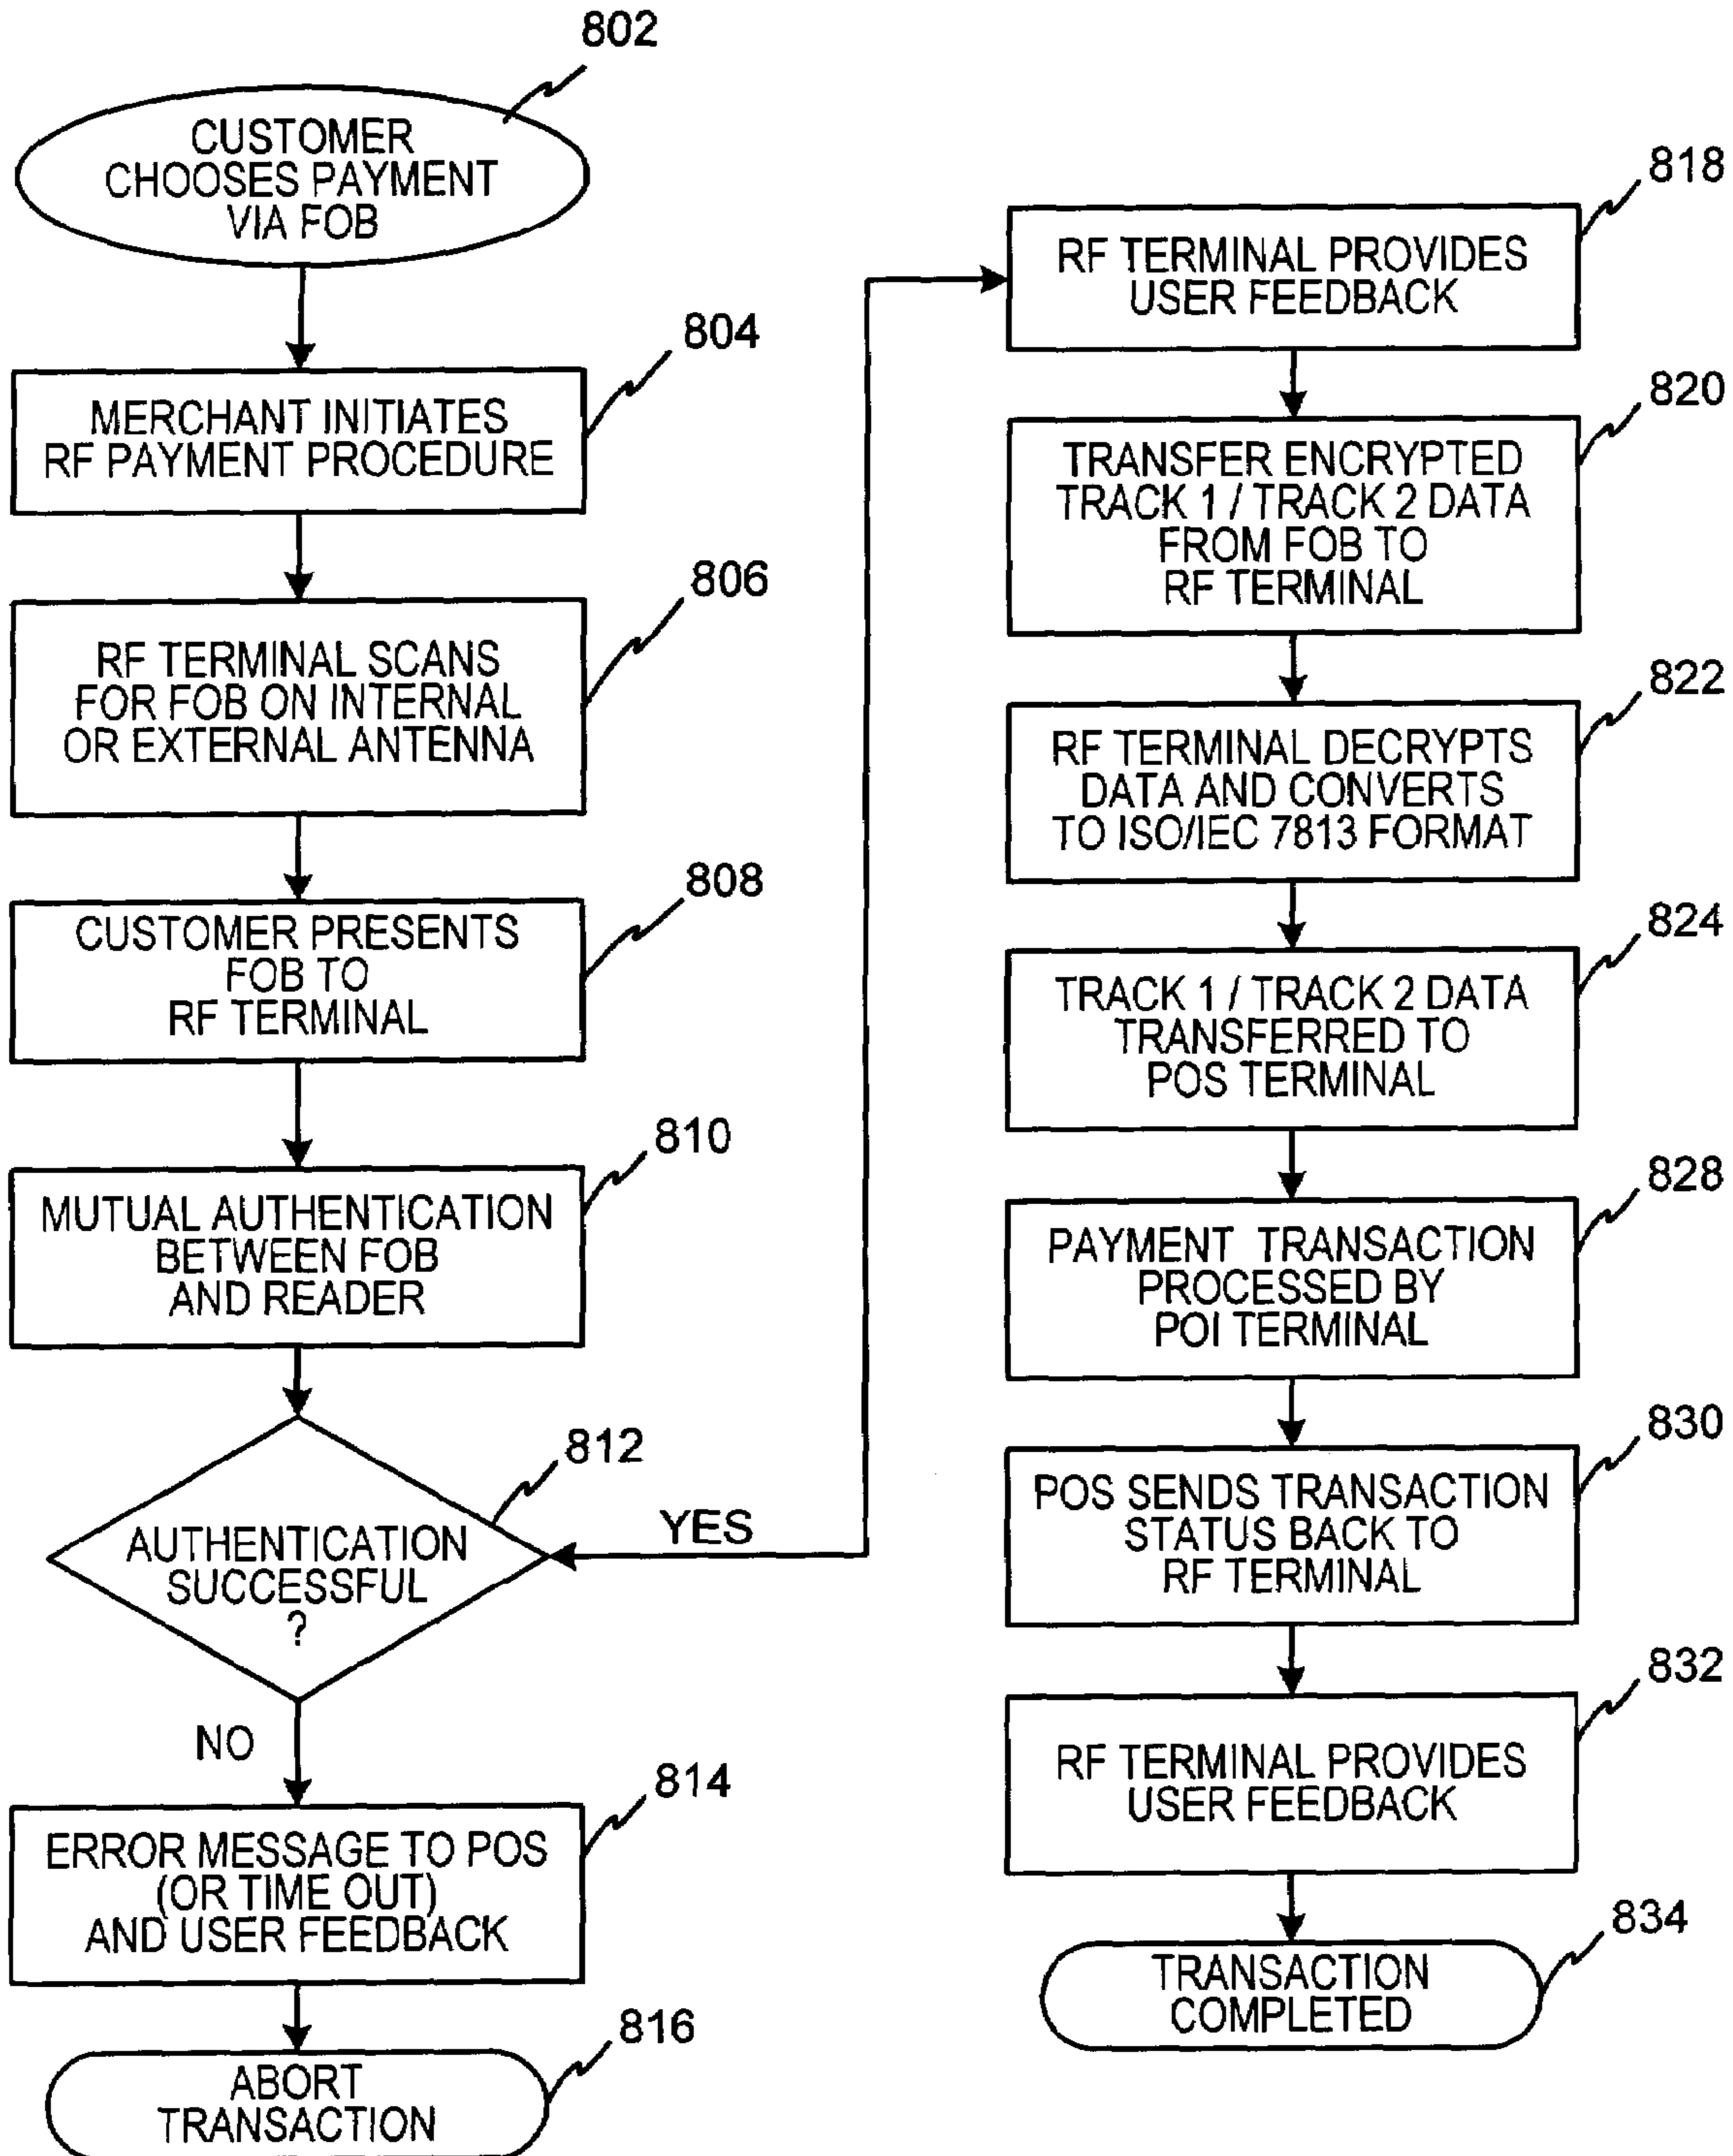 802
CUSTOMER
CHOOSES PAYMENT
VIA FOB
804
MERCHANT INITIATES
RF PAYMENT PROCEDURE
806
RF TERMINAL SCANS
FOR FOB ON INTERNAL
OR EXTERNAL ANTENNA
808
CUSTOMER PRESENTS
FOB TO
RF TERMINAL
810
MUTUAL AUTHENTICATION
BETWEEN FOB
AND READER
812
AUTHENTICATION
SUCCESSFUL
?
YES
NO
814
ERROR MESSAGE TO POS
(OR TIME OUT)
AND USER FEEDBACK
816
ABORT
TRANSACTION
818
RF TERMINAL PROVIDES
USER FEEDBACK
820
TRANSFER ENCRYPTED
TRACK 1 / TRACK 2 DATA
FROM FOB TO
RF TERMINAL
822
RF TERMINAL DECRYPTS
DATA AND CONVERTS
TO ISO/IEC 7813 FORMAT
824
TRACK 1 / TRACK 2 DATA
TRANSFERRED TO
POS TERMINAL
828
PAYMENT TRANSACTION
PROCESSED BY
POI TERMINAL
830
POS SENDS TRANSACTION
STATUS BACK TO
RF TERMINAL
832
RF TERMINAL PROVIDES
USER FEEDBACK
834
TRANSACTION
COMPLETED